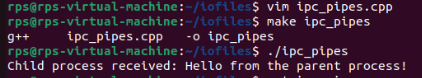 rps@rps-virtual-machine:~/iofiles$ vim ipc_pipes.cpp
rps@rps-virtual-machine:~/iofiles$ make ipc_pipes
g++     ipc_pipes.cpp   -o ipc_pipes
rps@rps-virtual-machine:~/iofiles$ ./ipc_pipes
Child process received: Hello from the parent process!